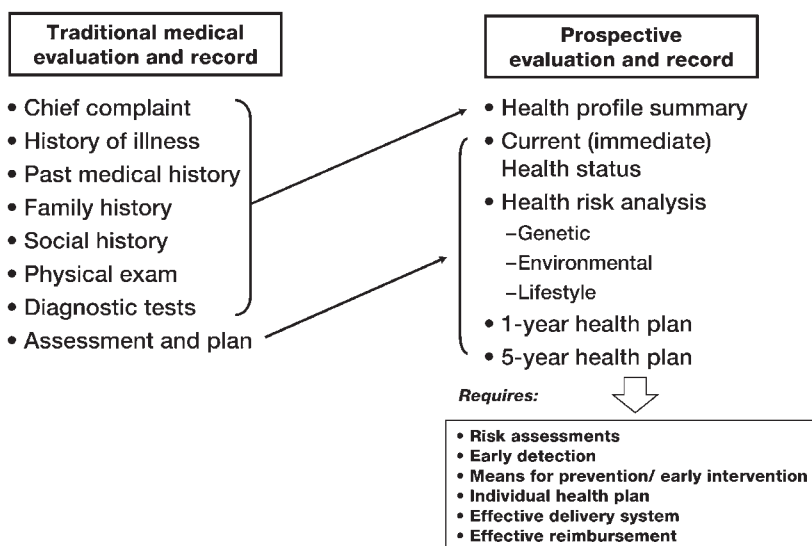 Traditional medical
evaluation and record
• Chief complaint
• History of illness
• Past medical history
• Family history
• Social history
• Physical exam
• Diagnostic tests
• Assessment and plan
Prospective
evaluation and record
• Health profile summary
• Current (immediate)
Health status
• Health risk analysis
–Genetic
–Environmental
–Lifestyle
• 1-year health plan
• 5-year health plan
Requires:
• Risk assessments
• Early detection
• Means for prevention/ early intervention
• Individual health plan
• Effective delivery system
• Effective reimbursement